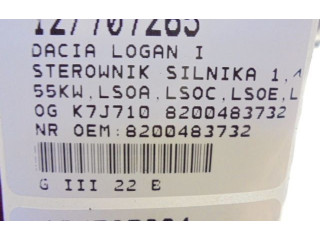 DACIA LOGAN I
STEROWNIK SILNIKA 1,
55KW,LSOA,LSOC,LSOE,L
OG K7J710 8200483732
NR OEM:8200483732
G III 22 E